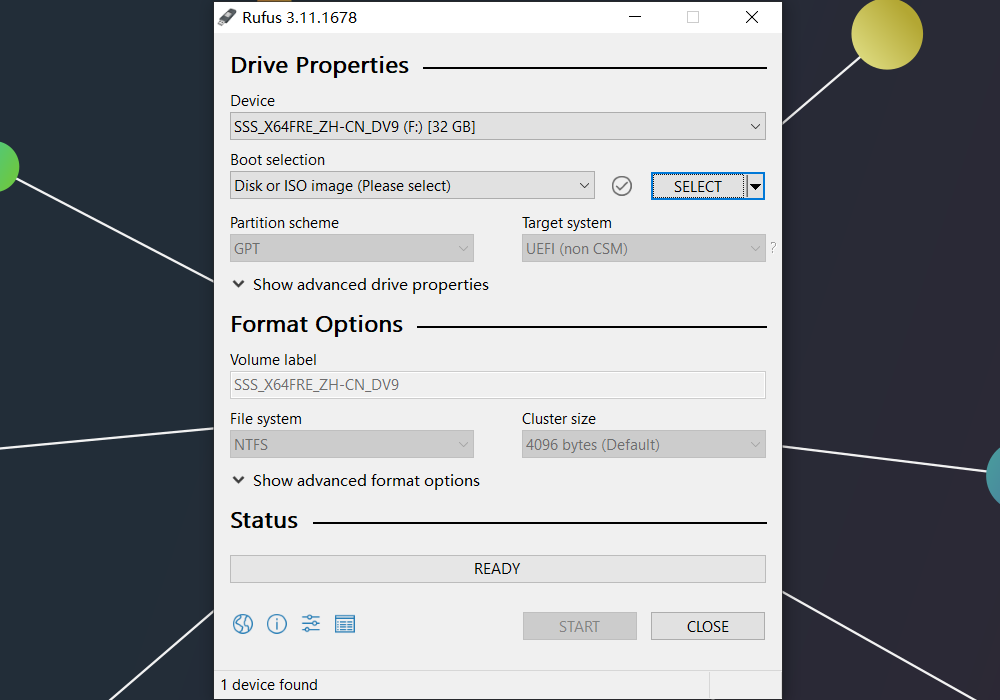 Rufus 3.11.1678
Drive Properties
Device
SSS_X64FRE_ZH-CN_DV9 (F:) [32 GB]
Boot selection
Disk or ISO image (Please select)
SELECT
Partition scheme
Target system
GPT
UEFI (non CSM)
?
Show advanced drive properties
Format Options
Volume label
SSS_X64FRE_ZH-CN_DV9
File system
Cluster size
NTFS
4096 bytes (Default)
Show advanced format options
Status
READY
START
CLOSE
1 device found